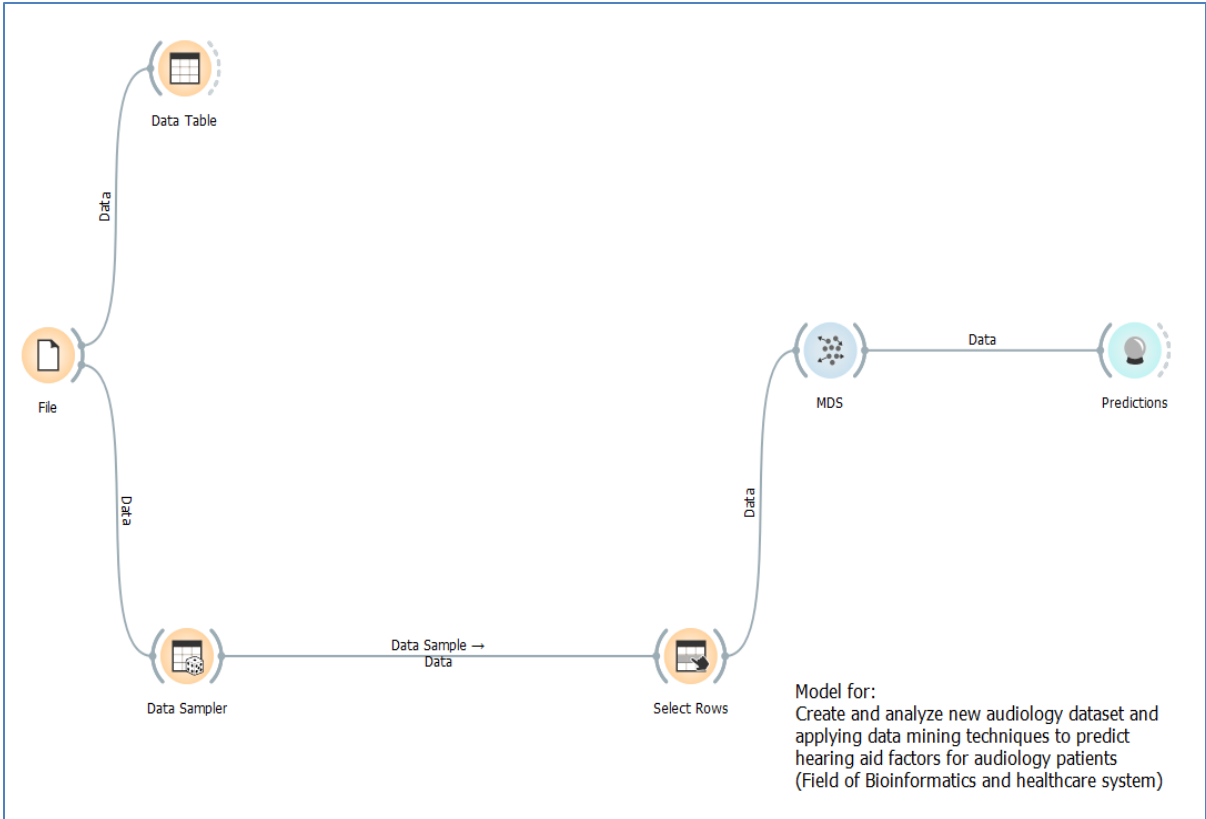 Data Table
Data
File
Data
MDS
Data
Predictions
Data
Data Sampler
Data Sample →
Data
Select Rows
Model for:
Create and analyze new audiology dataset and
applying data mining techniques to predict
hearing aid factors for audiology patients
(Field of Bioinformatics and healthcare system)